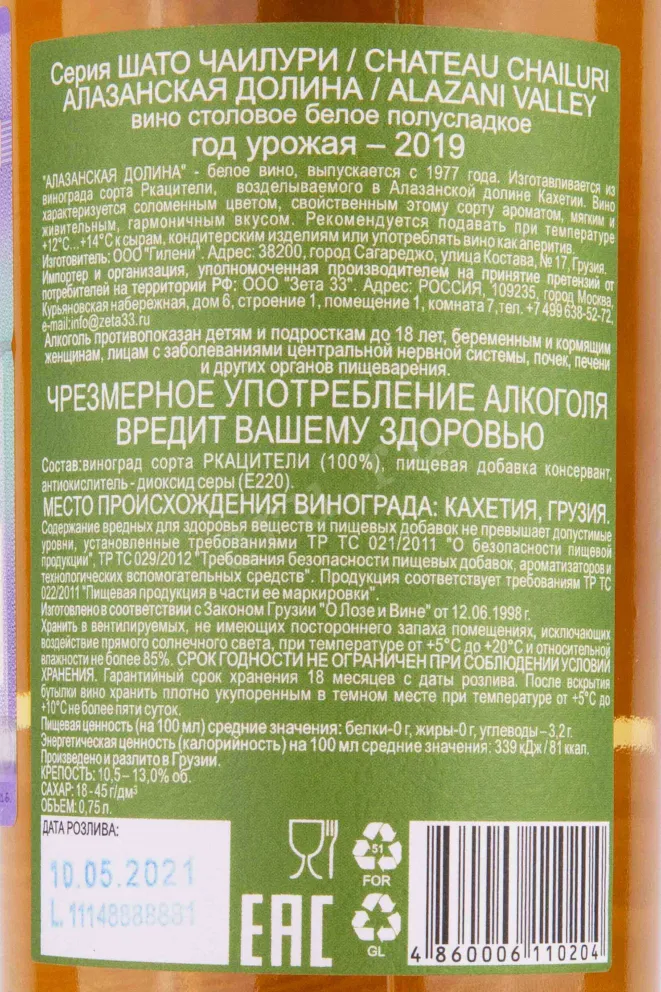 Серия ШАТО ЧАИЛУРИ / CHATEAU CHAILURI
АЛАЗАНСКАЯ ДОЛИНА / ALAZANI VALLEY
вино столовое белое полусладкое
год урожая – 2019
"АЛАЗАНСКАЯ ДОЛИНА" - белое вино, выпускается с 1977 года. Изготавливается из
винограда сорта Ркацители, возделываемого в Алазанской долине Кахетии. Вино
характеризуется соломенным цветом, свойственным этому сорту ароматом, мягким и
живительным, гармоничным вкусом. Рекомендуется подавать при температуре
+12°C... +14°C к сырам, кондитерским изделиям или употреблять вино как аперитив.
Изготовитель: ООО "Гилени". Адрес: 38200, город Сагареджо, улица Костава, № 17, Грузия.
Импортер и организация, уполномоченная производителем на принятие претензий от
потребителей на территории РФ: ООО "Зета 33". Адрес: РОССИЯ, 109235, город Москва,
Курьяновская набережная, дом 6, строение 1, помещение 1, комната 7, тел. +7 499 638-52-72,
e-mail:info@zeta33.ru
Алкоголь противопоказан детям и подросткам до 18 лет, беременным и кормящим
женщинам, лицам с заболеваниями центральной нервной системы, почек, печени
и других органов пищеварения.
ЧРЕЗМЕРНОЕ УПОТРЕБЛЕНИЕ АЛКОГОЛЯ
ВРЕДИТ ВАШЕМУ ЗДОРОВЬЮ
Состав:виноград сорта РКАЦИТЕЛИ (100%), пищевая добавка консервант,
антиокислитель - диоксид серы (E220).
МЕСТО ПРОИСХОЖДЕНИЯ ВИНОГРАДА: КАХЕТИЯ, ГРУЗИЯ.
Содержание вредных для здоровья веществ и пищевых добавок не превышает допустимые
уровни, установленные требованиями ТР ТС 021/2011 "О безопасности пищевой
продукции", ТР ТС 029/2012 "Требования безопасности пищевых добавок, ароматизаторов и
технологических вспомогательных средств". Продукция соответствует требованиям ТР ТС
022/2011 "Пищевая продукция в части ее маркировки".
Изготовлено в соответствии с Законом Грузии "О Лозе и Вине" от 12.06.1998 г.
Хранить в вентилируемых, не имеющих постороннего запаха помещениях, исключающих
воздействие прямого солнечного света, при температуре от +5°C до +20°C и относительной
влажности не более 85%. СРОК ГОДНОСТИ НЕ ОГРАНИЧЕН ПРИ СОБЛЮДЕНИИ УСЛОВИЙ
ХРАНЕНИЯ. Гарантийный срок хранения 18 месяцев с даты розлива. После вскрытия
бутылки вино хранить плотно укупоренным в темном месте при температуре от +5°C до
+10°C не более пяти суток.
Пищевая ценность (на 100 мл) средние значения: белки-0 г, жиры-0 г, углеводы – 3,2 г.
Энергетическая ценность (калорийность) на 100 мл средние значения: 339 кДж / 81 ккал.
Произведено и разлито в Грузии.
КРЕПОСТЬ: 10,5 – 13,0% об.
САХАР: 18 - 45 г/дм³
ОБЪЕМ: 0,75 л.
ДАТА РОЗЛИВА:
10.05.2021
L 11148888881
EAC
51
FOR
GL
4 860006 110204